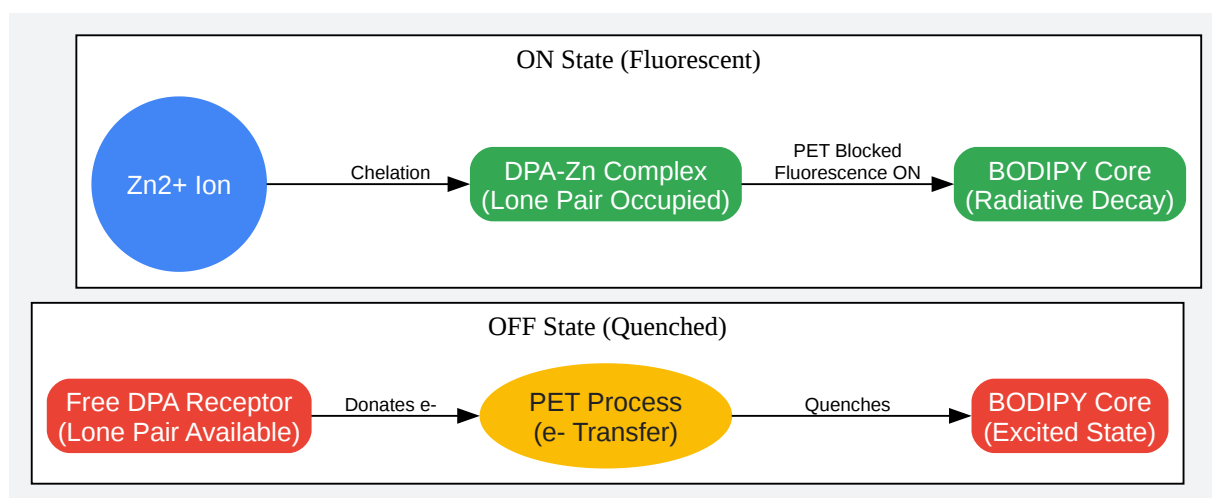 ON State (Fluorescent)
Zn2+ Ion
Chelation
DPA-Zn Complex
(Lone Pair Occupied)
PET Blocked
Fluorescence ON
BODIPY Core
(Radiative Decay)
OFF State (Quenched)
Free DPA Receptor
(Lone Pair Available)
Donates e-
PET Process
(e- Transfer)
Quenches
BODIPY Core
(Excited State)